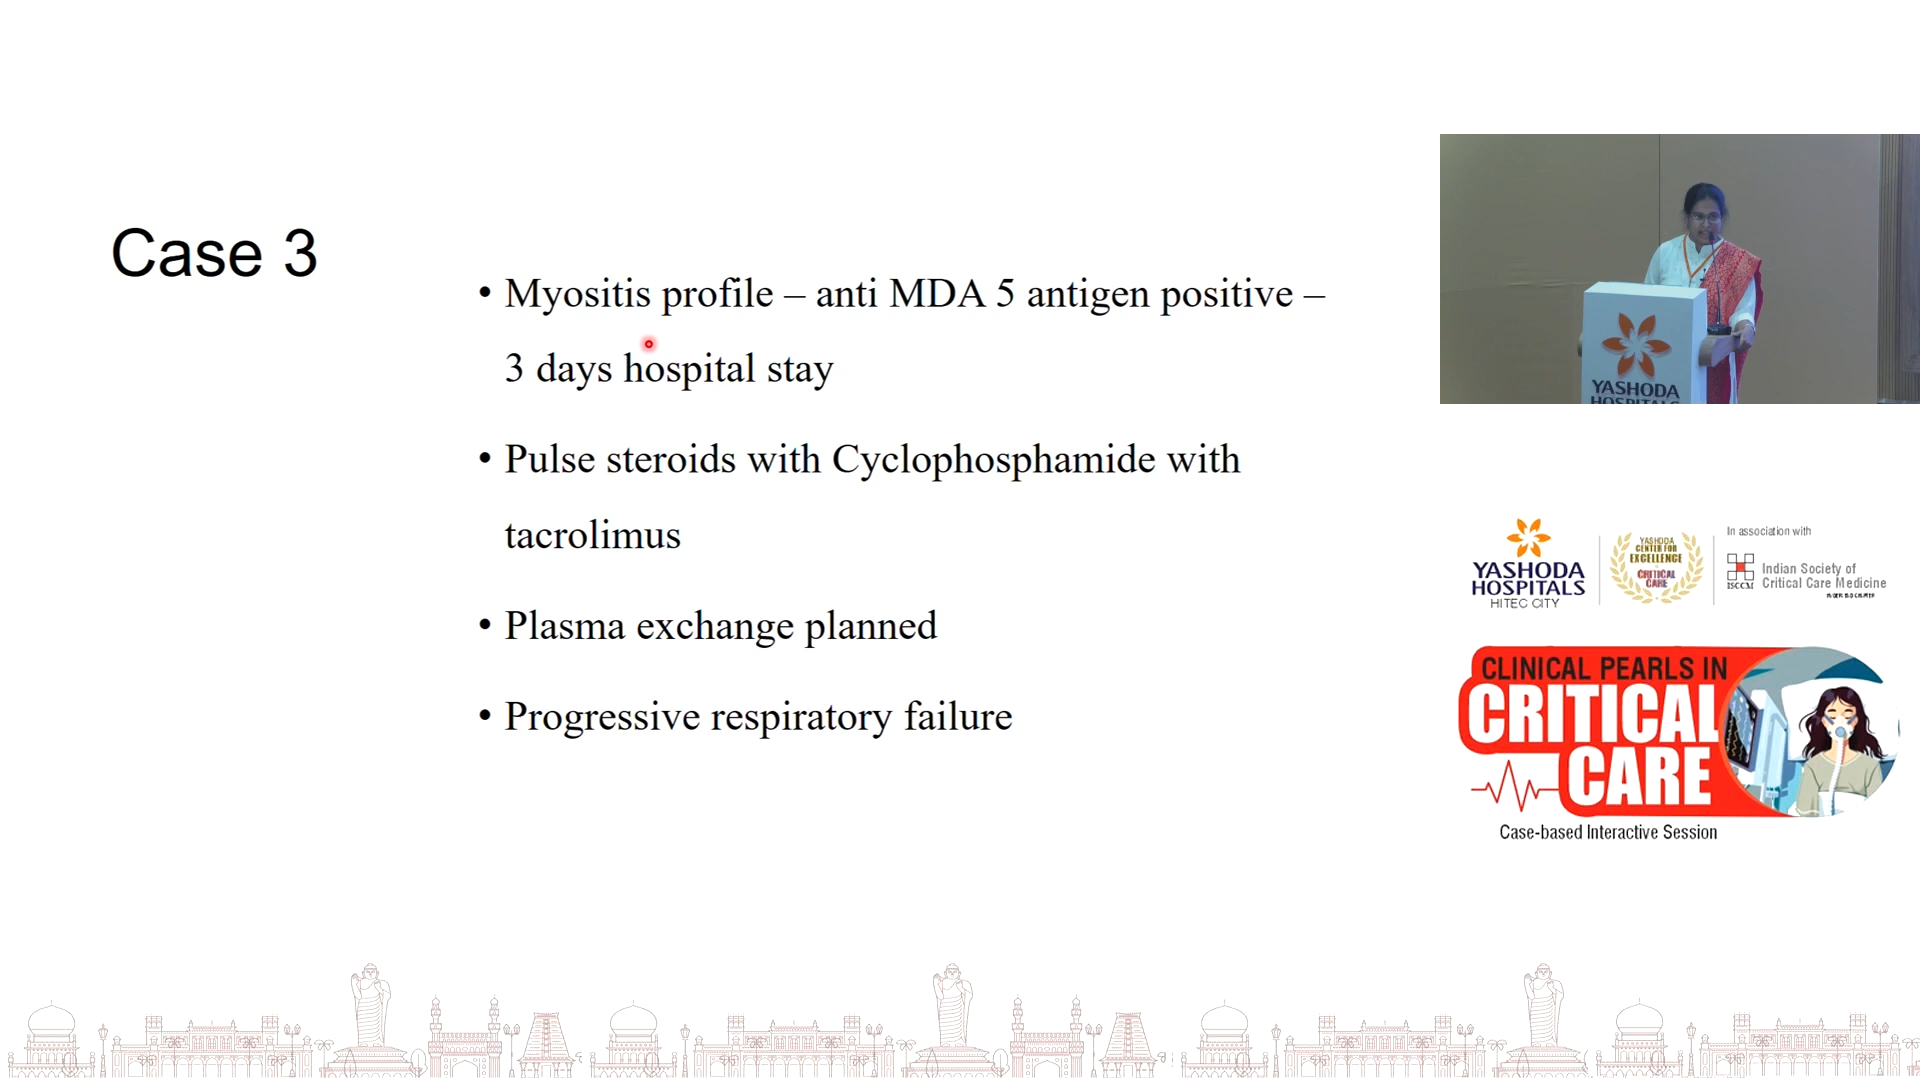 Case 3
• Myositis profile – anti MDA 5 antigen positive –
3 days hospital stay
• Pulse steroids with Cyclophosphamide with
tacrolimus
• Plasma exchange planned
• Progressive respiratory failure
YASHODA
HOSPITALS
YASHODA
HOSPITALS
HITEC CITY
YASHODA
CENTER FOR
EXCELLENCE
CRITICAL
CARE
In association with
ISCCM
Indian Society of
Critical Care Medicine
CLINICAL PEARLS IN
CRITICAL
CARE
Case-based Interactive Session